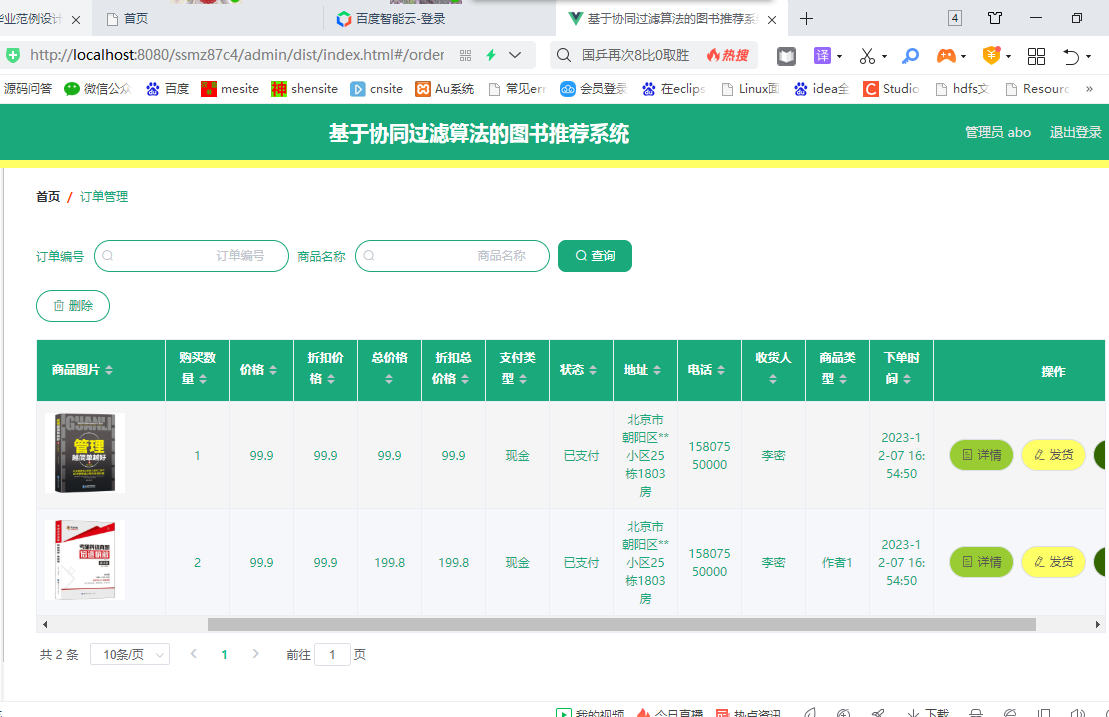 毕业范例设计
首页
百度智能云-登录
基于协同过滤算法的图书推荐系
4
http://localhost:8080/ssmz87c4/admin/dist/index.html#/order
国乒再次8比0取胜
热搜
译
源码问答
微信公众
百度
mesite
神
shensite
cnsite
Au系统
常见err
会员登录
在eclips
Linux面
idea全
Studio
hdfs文
Resourc
»
基于协同过滤算法的图书推荐系统
管理员 abo
退出登录
首页 / 订单管理
订单编号
订单编号
商品名称
商品名称
查询
删除
商品图片
购买数量
价格
折扣价格
总价格
折扣总价格
支付类型
状态
地址
电话
收货人
商品类型
下单时间
操作
管理
越简单越好
1
99.9
99.9
99.9
99.9
现金
已支付
北京市
朝阳区**
小区25
栋1803
房
158075
50000
李密
2023-1
2-07 16:
54:50
详情
发货
2
99.9
99.9
199.8
199.8
现金
已支付
北京市
朝阳区**
小区25
栋1803
房
158075
50000
李密
作者1
2023-1
2-07 16:
54:50
详情
发货
共 2 条
10条/页
1
前往 1 页
我的视频
今日直播
热点资讯
下载